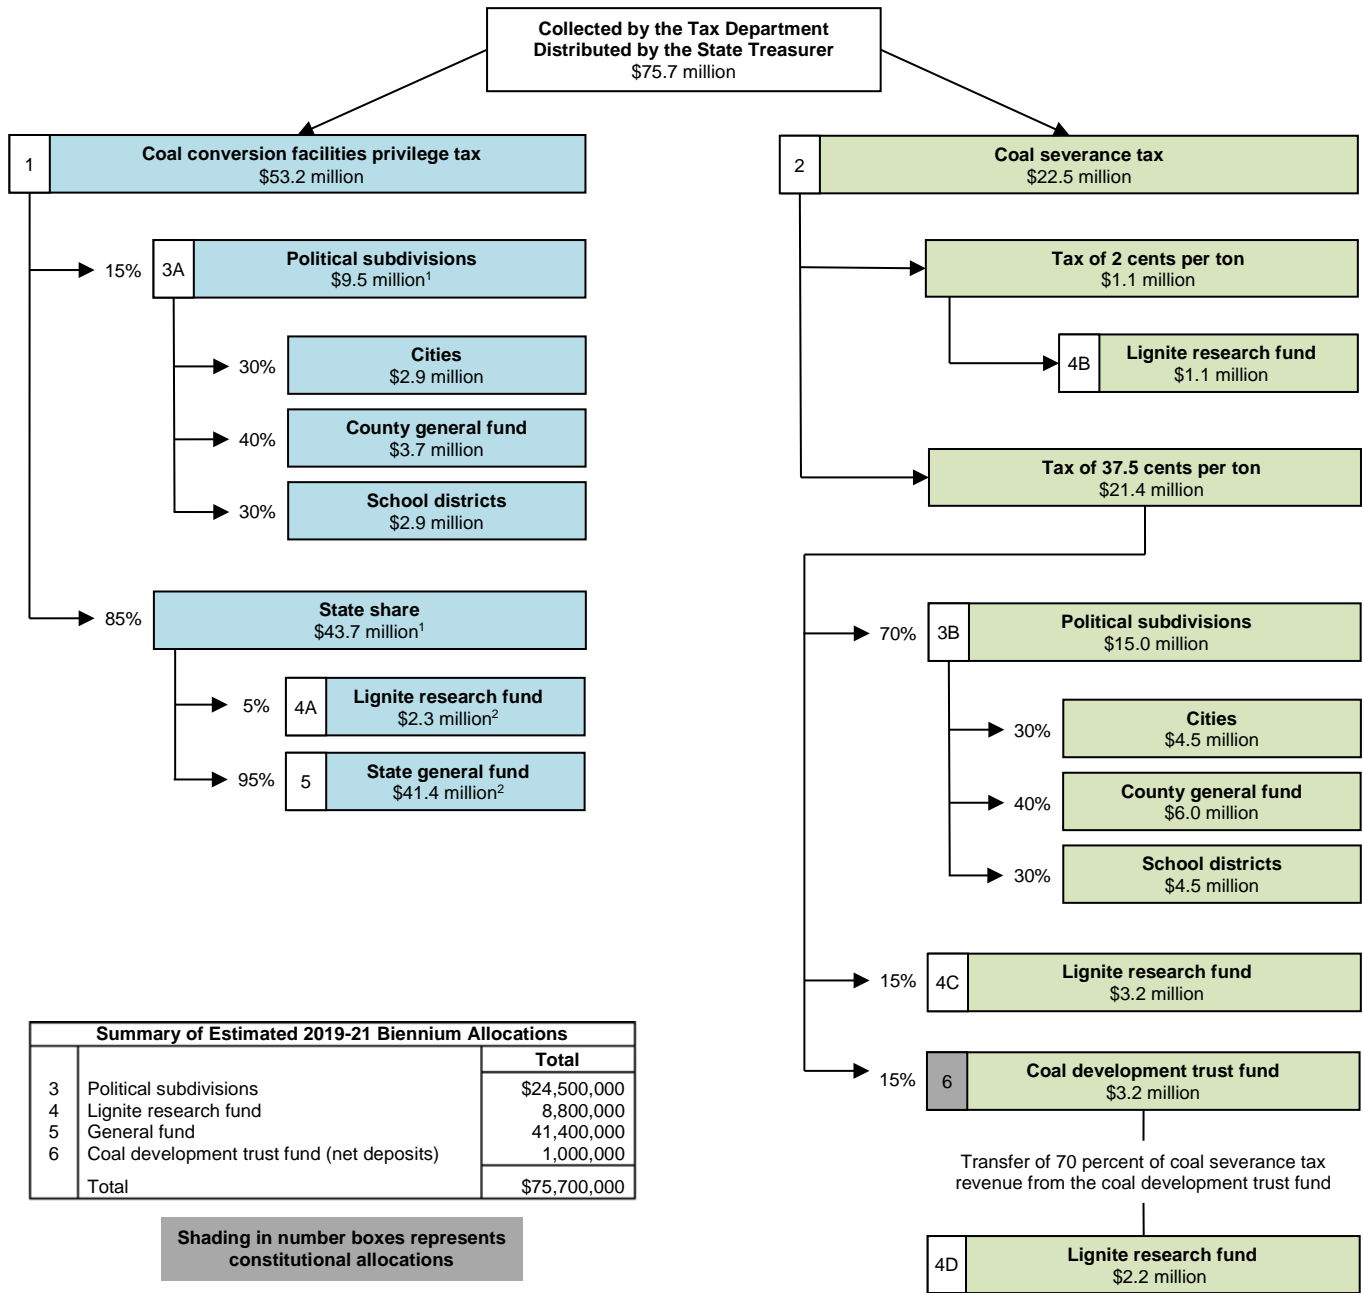 Collected by the Tax Department
Distributed by the State Treasurer
$75.7 million
1
Coal conversion facilities privilege tax
$53.2 million
15%
3A
Political subdivisions
$9.5 million¹
30%
Cities
$2.9 million
40%
County general fund
$3.7 million
30%
School districts
$2.9 million
85%
State share
$43.7 million¹
5%
4A
Lignite research fund
$2.3 million²
95%
5
State general fund
$41.4 million²
2
Coal severance tax
$22.5 million
Tax of 2 cents per ton
$1.1 million
4B
Lignite research fund
$1.1 million
Tax of 37.5 cents per ton
$21.4 million
70%
3B
Political subdivisions
$15.0 million
30%
Cities
$4.5 million
40%
County general fund
$6.0 million
30%
School districts
$4.5 million
15%
4C
Lignite research fund
$3.2 million
15%
6
Coal development trust fund
$3.2 million
Transfer of 70 percent of coal severance tax
revenue from the coal development trust fund
4D
Lignite research fund
$2.2 million
Summary of Estimated 2019-21 Biennium Allocations
Total
3 Political subdivisions $24,500,000
4 Lignite research fund 8,800,000
5 General fund 41,400,000
6 Coal development trust fund (net deposits) 1,000,000
Total $75,700,000
Shading in number boxes represents
constitutional allocations